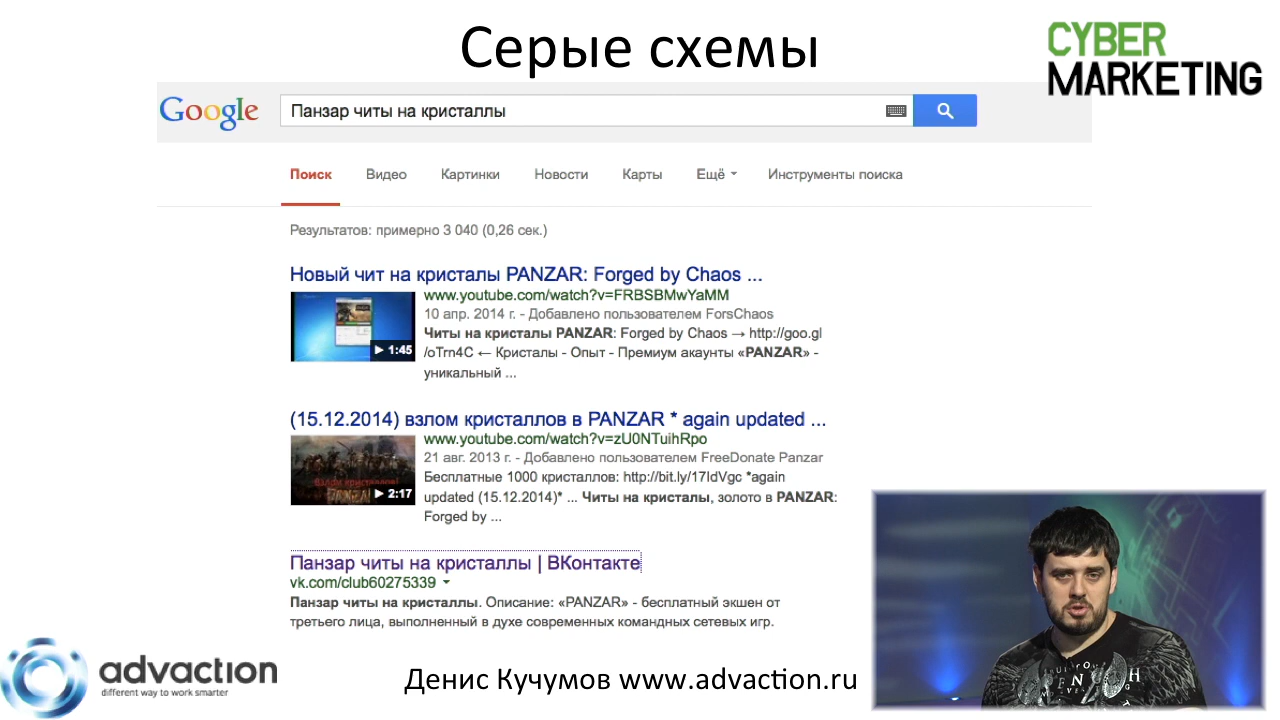 Серые схемы
CYBER
MARKETING
Google
Панзар читы на кристаллы
Поиск Видео Картинки Новости Карты Ещё Инструменты поиска
Результатов: примерно 3 040 (0,26 сек.)
Новый чит на кристалы PANZAR: Forged by Chaos ...
www.youtube.com/watch?v=FRBSBMwYaMM
10 апр. 2014 г. - Добавлено пользователем ForsChaos
Читы на кристалы PANZAR: Forged by Chaos → http://goo.gl
/oTrn4C ← Кристалы - Опыт - Премиум акаунты «PANZAR» -
уникальный ...
1:45
(15.12.2014) взлом кристаллов в PANZAR * again updated ...
www.youtube.com/watch?v=zU0NTuihRpo
21 авг. 2013 г. - Добавлено пользователем FreeDonate Panzar
Бесплатные 1000 кристаллов: http://bit.ly/17IdVgc *again
updated (15.12.2014)* ... Читы на кристалы, золото в PANZAR:
Forged by ...
2:17
Панзар читы на кристаллы | ВКонтакте
vk.com/club60275339
Панзар читы на кристаллы. Описание: «PANZAR» - бесплатный экшен от
третьего лица, выполненный в духе современных командных сетевых игр.
advaction
different way to work smarter
Денис Кучумов www.advaction.ru